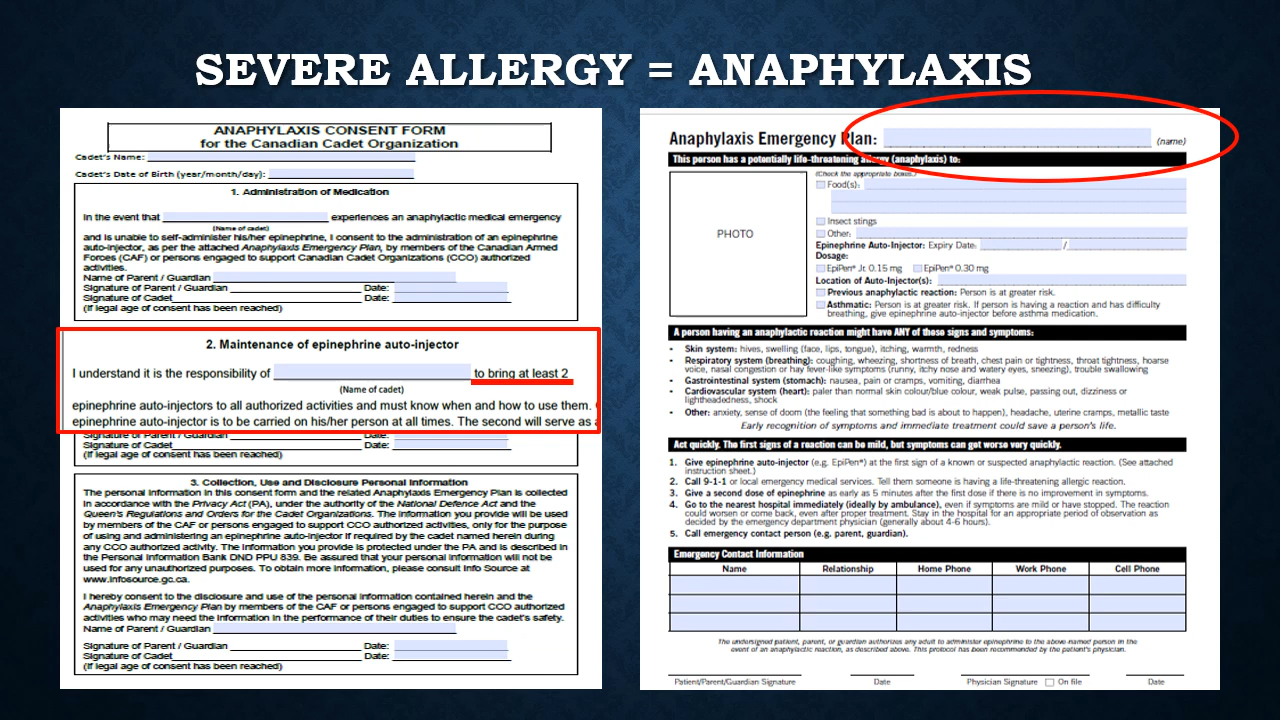 SEVERE ALLERGY = ANAPHYLAXIS
ANAPHYLAXIS CONSENT FORM
for the Canadian Cadet Organization
Cadet's Name:
Cadet's Date of Birth (year/month/day):
1. Administration of Medication
In the event that experiences an anaphylactic medical emergency
(Name of cadet)
and is unable to self-administer his/her epinephrine, I consent to the administration of an epinephrine
auto-injector, as per the attached Anaphylaxis Emergency Plan, by members of the Canadian Armed
Forces (CAF) or persons engaged to support Canadian Cadet Organizations (CCO) authorized
activities.
Name of Parent / Guardian
Signature of Parent / Guardian Date:
Signature of Cadet Date:
(If legal age of consent has been reached)
2. Maintenance of epinephrine auto-injector
I understand it is the responsibility of to bring at least 2
(Name of cadet)
epinephrine auto-injectors to all authorized activities and must know when and how to use them.
epinephrine auto-injector is to be carried on his/her person at all times. The second will serve as
Signature of Parent / Guardian Date:
Signature of Cadet Date:
(If legal age of consent has been reached)
3. Collection, Use and Disclosure Personal Information
The personal information in this consent form and the related Anaphylaxis Emergency Plan is collected
in accordance with the Privacy Act (PA), under the authority of the National Defence Act and the
Queen's Regulations and Orders for the Cadet Organizations. The information you provide will be used
by members of the CAF or persons engaged to support CCO authorized activities, only for the purpose
of using and administering an epinephrine auto-injector if required by the cadet named herein during
any CCO authorized activity. The information you provide is protected under the PA and is described in
the Personal Information Bank DND PPU 839. Be assured that your personal information will not be
used for any unauthorized purposes. To obtain more information, please consult Info Source at
www.infosource.gc.ca.
I hereby consent to the disclosure and use of the personal information contained herein and the
Anaphylaxis Emergency Plan by members of the CAF or persons engaged to support CCO authorized
activities who may need the information in the performance of their duties to ensure the cadet's safety.
Name of Parent / Guardian
Signature of Parent / Guardian Date:
Signature of Cadet Date:
(If legal age of consent has been reached)
Anaphylaxis Emergency Plan: (name)
This person has a potentially life-threatening allergy (anaphylaxis) to:
PHOTO
(Check the appropriate boxes.)
Food(s):
Insect stings
Other:
Epinephrine Auto-Injector: Expiry Date: /
Dosage:
EpiPen® Jr. 0.15 mg EpiPen® 0.30 mg
Location of Auto-Injector(s):
Previous anaphylactic reaction: Person is at greater risk.
Asthmatic: Person is at greater risk. If person is having a reaction and has difficulty
breathing, give epinephrine auto-injector before asthma medication.
A person having an anaphylactic reaction might have ANY of these signs and symptoms:
• Skin system: hives, swelling (face, lips, tongue), itching, warmth, redness
• Respiratory system (breathing): coughing, wheezing, shortness of breath, chest pain or tightness, throat tightness, hoarse
voice, nasal congestion or hay fever-like symptoms (runny, itchy nose and watery eyes, sneezing), trouble swallowing
• Gastrointestinal system (stomach): nausea, pain or cramps, vomiting, diarrhea
• Cardiovascular system (heart): paler than normal skin colour/blue colour, weak pulse, passing out, dizziness or
lightheadedness, shock
• Other: anxiety, sense of doom (the feeling that something bad is about to happen), headache, uterine cramps, metallic taste
Early recognition of symptoms and immediate treatment could save a person's life.
Act quickly. The first signs of a reaction can be mild, but symptoms can get worse very quickly.
1. Give epinephrine auto-injector (e.g. EpiPen®) at the first sign of a known or suspected anaphylactic reaction. (See attached
instruction sheet.)
2. Call 9-1-1 or local emergency medical services. Tell them someone is having a life-threatening allergic reaction.
3. Give a second dose of epinephrine as early as 5 minutes after the first dose if there is no improvement in symptoms.
4. Go to the nearest hospital immediately (ideally by ambulance), even if symptoms are mild or have stopped. The reaction
could worsen or come back, even after proper treatment. Stay in the hospital for an appropriate period of observation as
decided by the emergency department physician (generally about 4-6 hours).
5. Call emergency contact person (e.g. parent, guardian).
Emergency Contact Information
Name Relationship Home Phone Work Phone Cell Phone
The undersigned patient, parent, or guardian authorizes any adult to administer epinephrine to the above-named person in the
event of an anaphylactic reaction, as described above. This protocol has been recommended by the patient's physician.
Patient/Parent/Guardian Signature Date Physician Signature On file Date